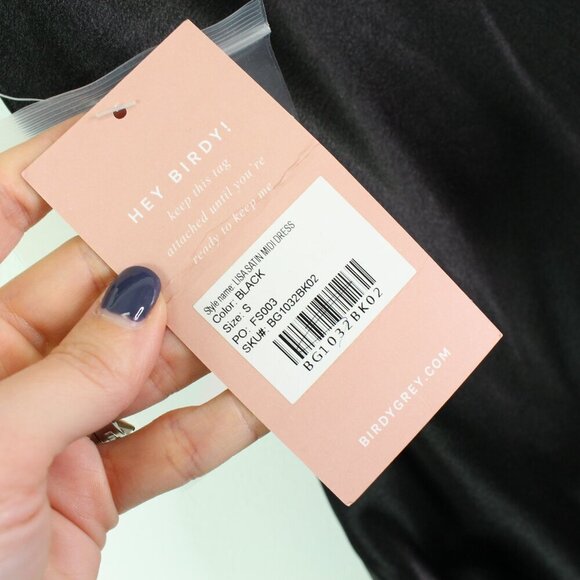 HEY BIRDY!
keep this tag
attached until you're
ready to keep me
Style name: LISA SATIN MIDI DRESS
Color: BLACK
Size: S
PO: FS003
SKU#: BG1032BK02
BG1032BK02
BIRDYGREY.COM